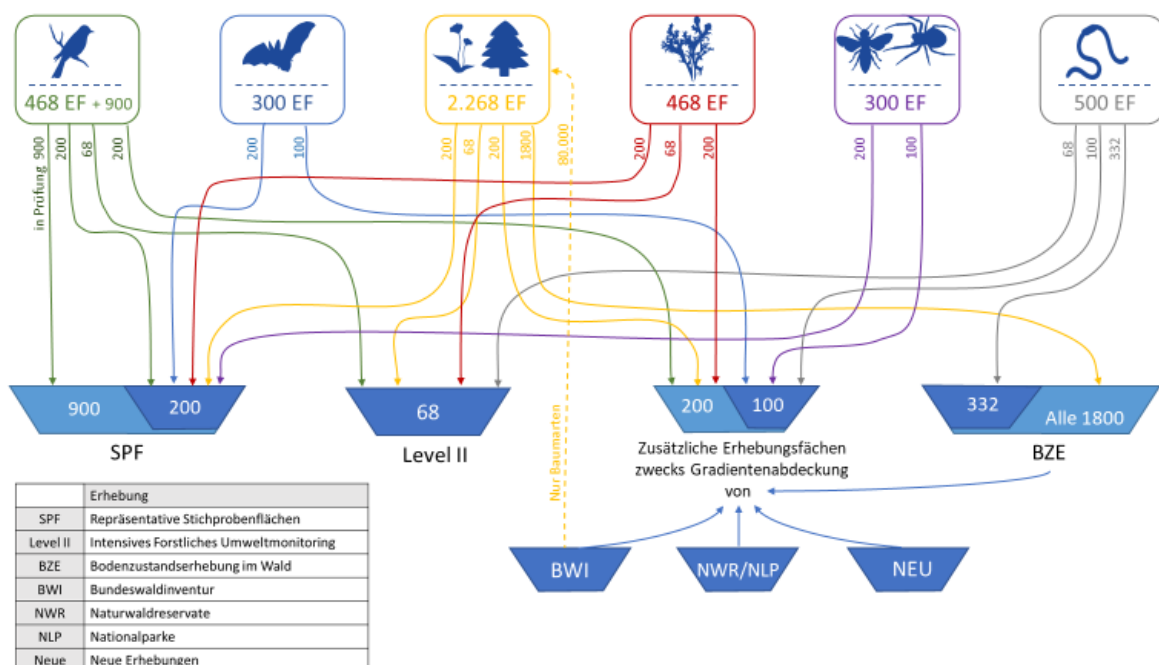 468 EF + 900
300 EF
2.268 EF
468 EF
300 EF
500 EF
in Prüfung 900
200
68
200
200
100
200
68
200
1800
80.000
200
68
200
200
100
68
100
332
900
200
68
200
100
332
Alle 1800
SPF
Level II
Zusätzliche Erhebungsfächen
zwecks Gradientenabdeckung
von
BZE
Nur Baumarten
BWI
NWR/NLP
NEU
Erhebung
SPF Repräsentative Stichprobenflächen
Level II Intensives Forstliches Umweltmonitoring
BZE Bodenzustandserhebung im Wald
BWI Bundeswaldinventur
NWR Naturwaldreservate
NLP Nationalparke
Neue Neue Erhebungen